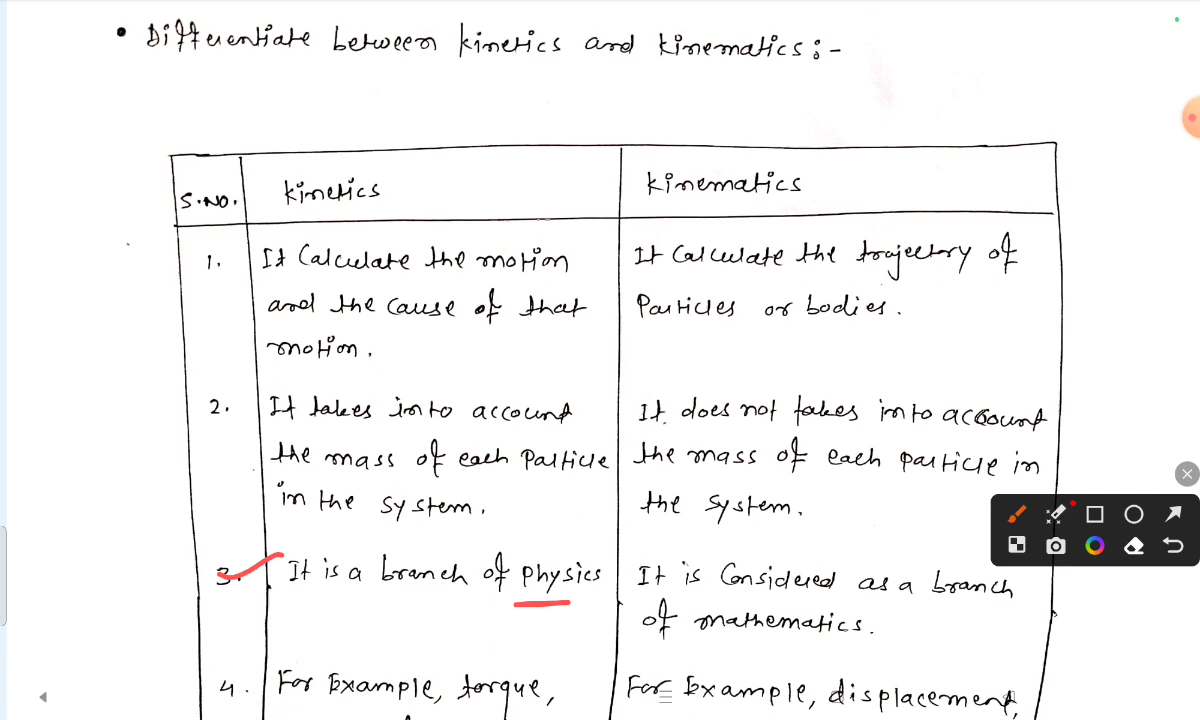 • Differentiate between kinetics and kinematics :-
S.NO.
Kinetics
Kinematics
1.
It Calculate the motion
and the cause of that
motion.
It Calculate the trajectory of
Particles or bodies.
2.
It takes into account
the mass of each Particle
in the system.
It does not takes into account
the mass of each particle in
the system.
3.
It is a branch of physics
It is Considered as a branch
of mathematics.
4.
For Example, torque,
For Example, displacement,